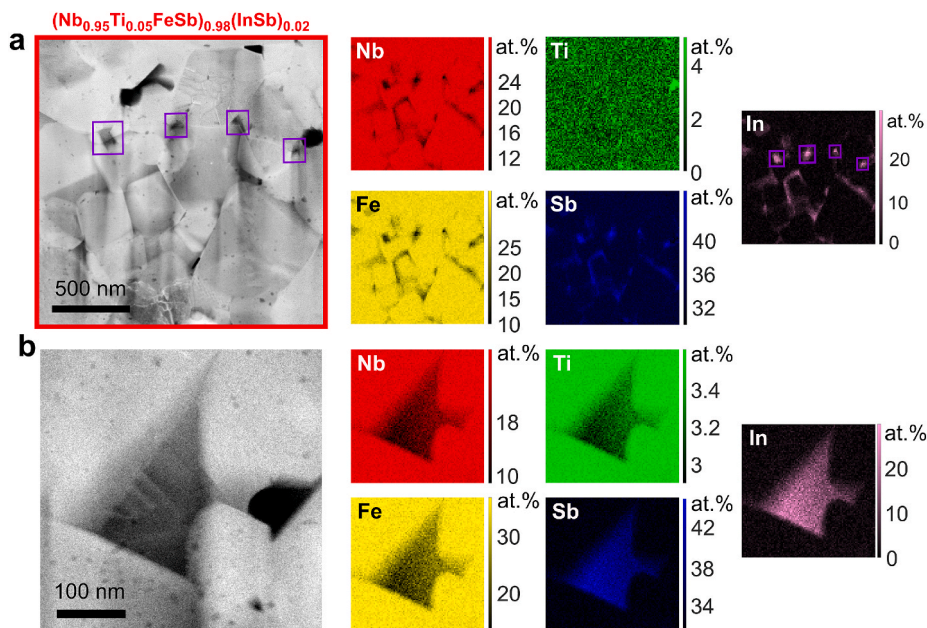 (Nb0.95Ti0.05FeSb)0.98(InSb)0.02
a
500 nm
Nb
at.%
24
20
16
12
Ti
at.%
4
2
0
Fe
at.%
25
20
15
10
Sb
at.%
40
36
32
In
at.%
20
10
0
b
100 nm
Nb
at.%
18
10
Ti
at.%
3.4
3.2
3
Fe
at.%
30
20
Sb
at.%
42
38
34
In
at.%
20
10
0